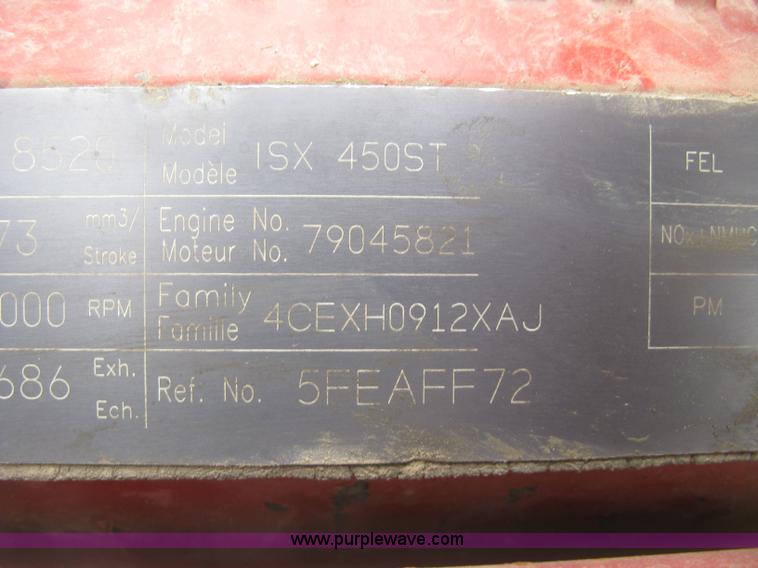 8520 Model
Modèle ISX 450ST FEL
73 mm3/
Stroke Engine No.
Moteur No. 79045821
000 RPM Family
Famille 4CEXH0912XAJ PM
686 Exh.
Ech. Ref. No. 5FEAFF72
www.purplewave.com